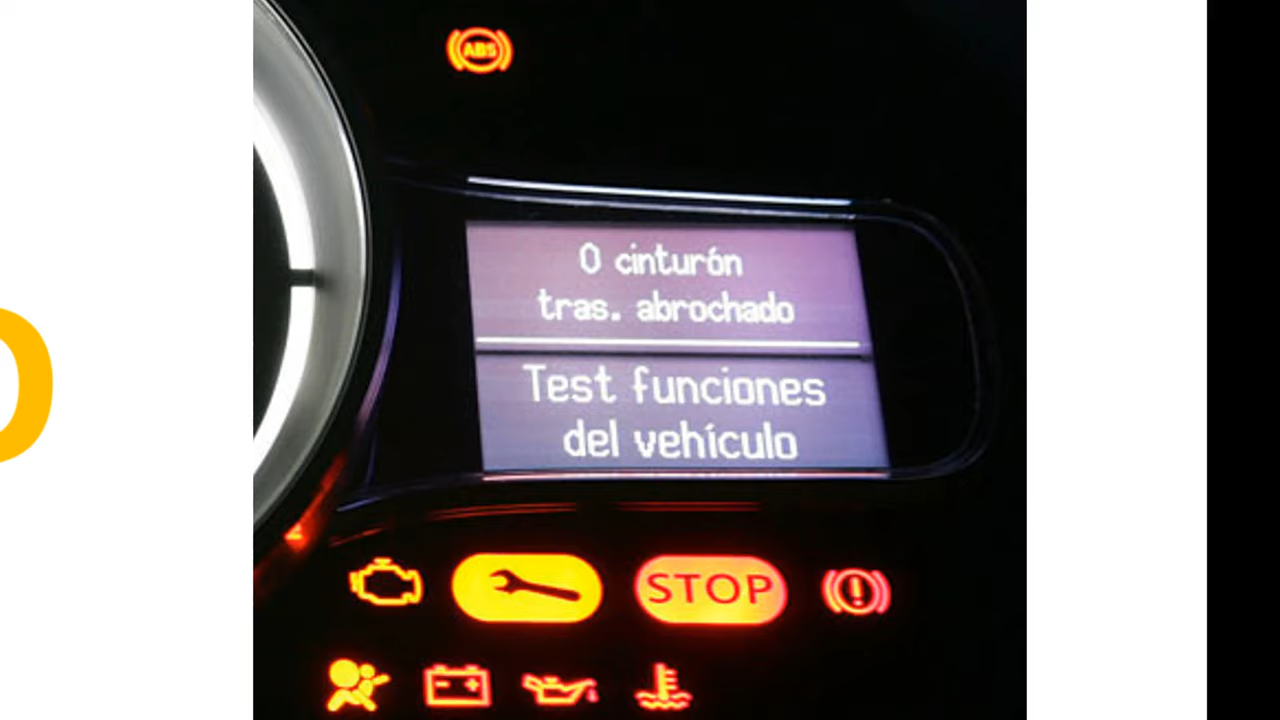 ABS
0 cinturón
tras. abrochado
Test funciones
del vehículo
STOP